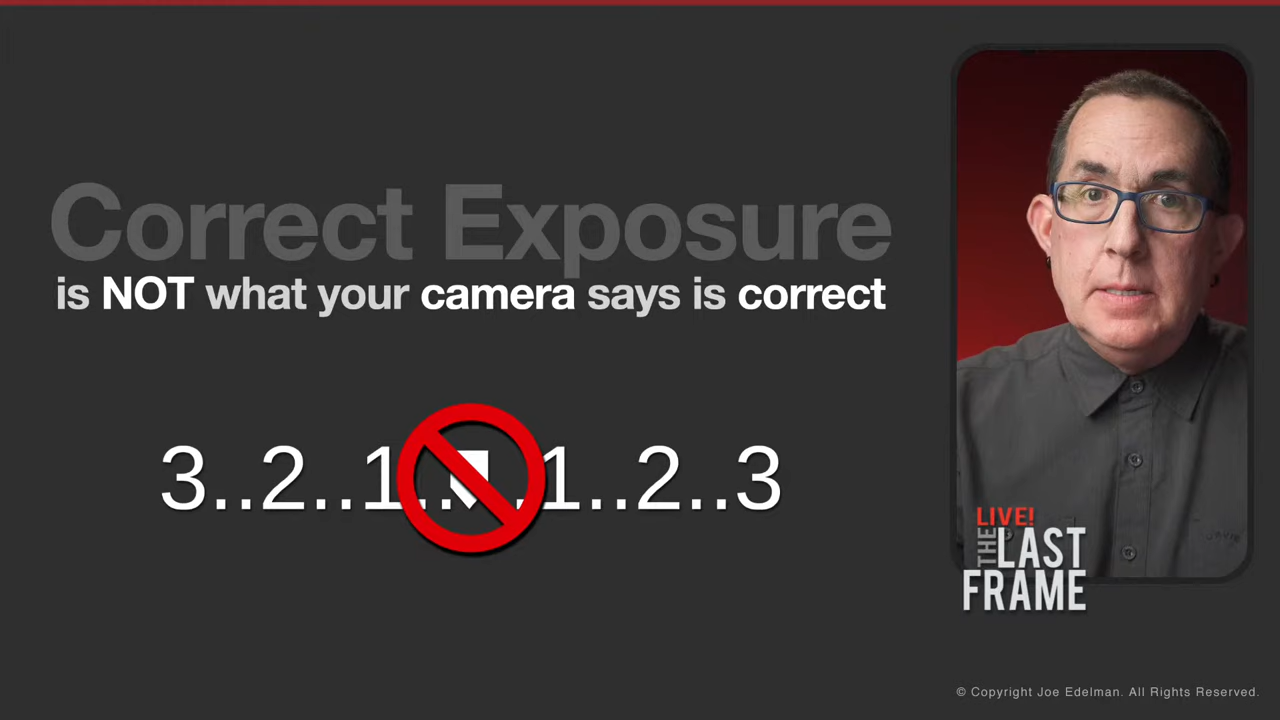 Correct Exposure
is NOT what your camera says is correct
3..2..1.. .1..2..3
LIVE!
THE LAST
FRAME
© Copyright Joe Edelman. All Rights Reserved.